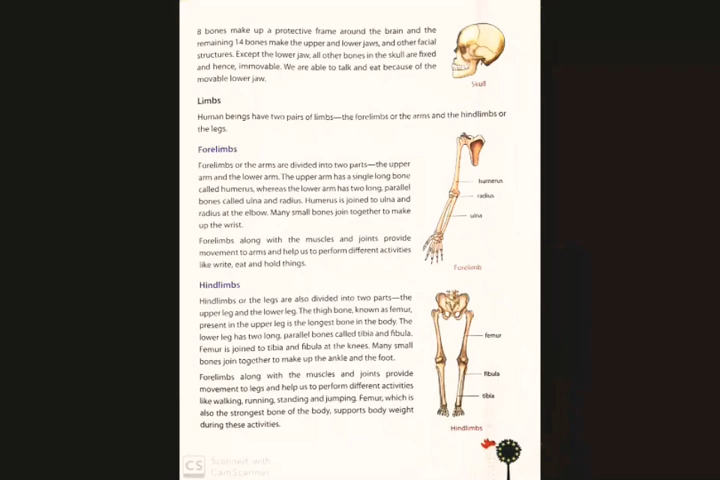 8 bones make up a protective frame around the brain and the
remaining 14 bones make the upper and lower jaws, and other facial
structures. Except the lower jaw, all other bones in the skull are fixed
and hence, immovable. We are able to talk and eat because of the
movable lower jaw.
Skull
Limbs
Human beings have two pairs of limbs—the forelimbs or the arms and the hindlimbs or
the legs.
Forelimbs
Forelimbs or the arms are divided into two parts—the upper
arm and the lower arm. The upper arm has a single long bone
called humerus, whereas the lower arm has two long, parallel
bones called ulna and radius. Humerus is joined to ulna and
radius at the elbow. Many small bones join together to make
up the wrist.
Forelimbs along with the muscles and joints provide
movement to arms and help us to perform different activities
like write, eat and hold things.
humerus
radius
ulna
Forelimb
Hindlimbs
Hindlimbs or the legs are also divided into two parts—the
upper leg and the lower leg. The thigh bone, known as femur,
present in the upper leg is the longest bone in the body. The
lower leg has two long, parallel bones called tibia and fibula.
Femur is joined to tibia and fibula at the knees. Many small
bones join together to make up the ankle and the foot.
Forelimbs along with the muscles and joints provide
movement to legs and help us to perform different activities
like walking, running, standing and jumping. Femur, which is
also the strongest bone of the body, supports body weight
during these activities.
femur
fibula
tibia
Hindlimbs
CS Scanned with
CamScanner